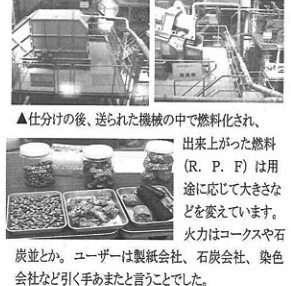 ▲仕分けの後、送られた機械の中で燃料化され、
出来上がった燃料
(R．P．F）は用
途に応じて大きさな
どを変えています。
火力はコークスや石
炭並とか。ユーザーは製紙会社、石炭会社、染色
会社など引く手あまたと言うことでした。